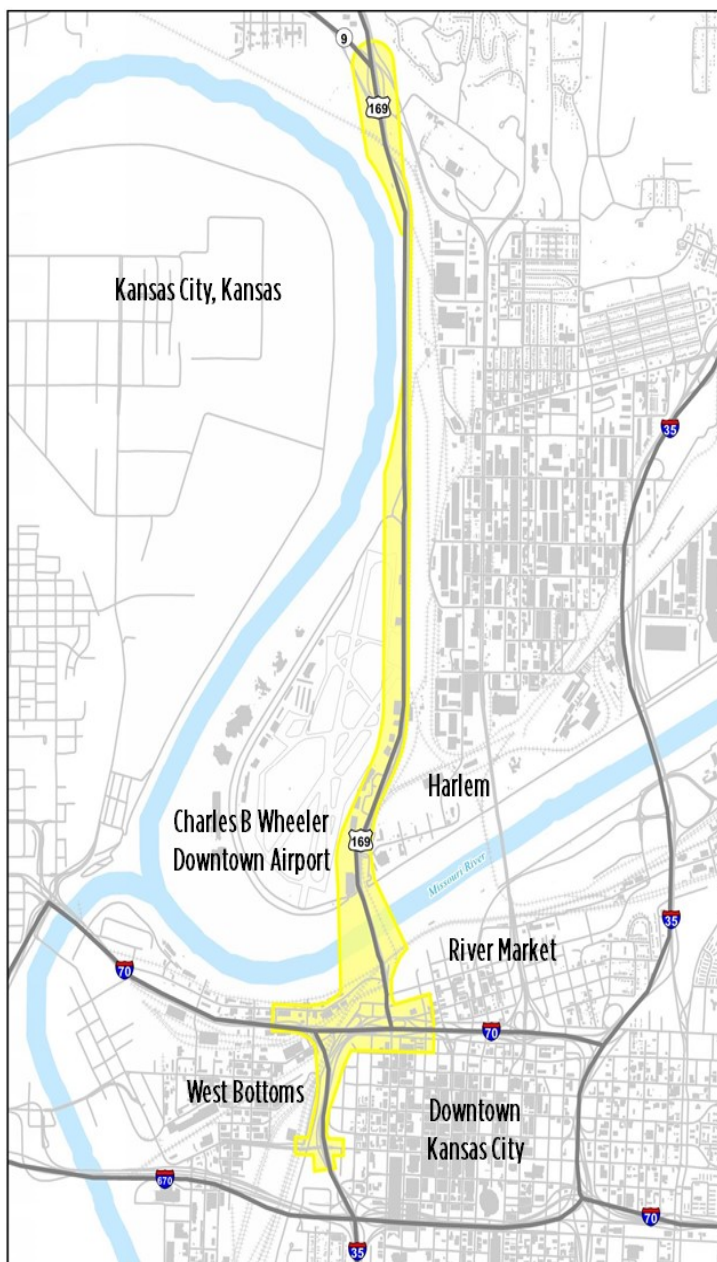 9
169
Kansas City, Kansas
35
Harlem
Charles B Wheeler
Downtown Airport
169
Missouri River
35
River Market
70
70
West Bottoms
Downtown
Kansas City
670
70
35